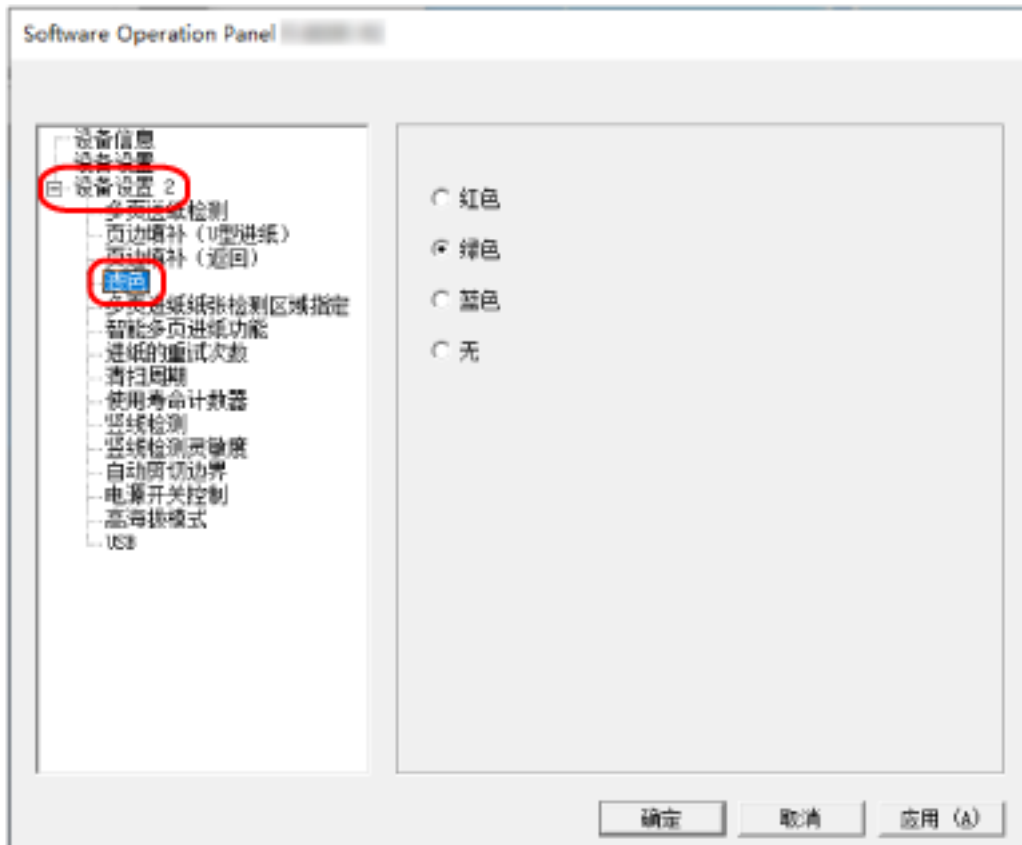 Software Operation Panel
设备信息
设备设置
设备设置 2
多页送纸检测
页边填补（U型进纸）
页边填补（返回）
滤色
多页进纸纸张检测区域指定
智能多页进纸功能
进纸的重试次数
清扫周期
使用寿命计数器
竖线检测
竖线检测灵敏度
自动剪切边界
电源开关控制
高海拔模式
USB
红色
绿色
蓝色
无
确定
取消
应用 (A)